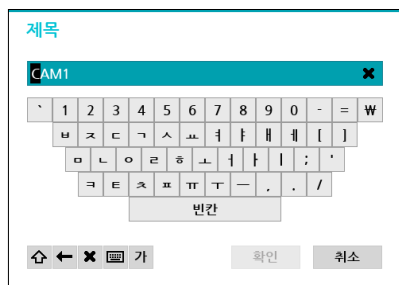 제목
CAM1
` 1 2 3 4 5 6 7 8 9 0 - = ₩
ㅂ ㅈ ㄷ ㄱ ㅅ ㅛ ㅕ ㅑ ㅐ ㅔ [ ]
ㅁ ㄴ ㅇ ㄹ ㅎ ㅗ ㅓ ㅏ ㅣ ; '
ㅋ ㅌ ㅊ ㅍ ㅠ ㅜ ㅡ , . /
빈칸
가 확인 취소